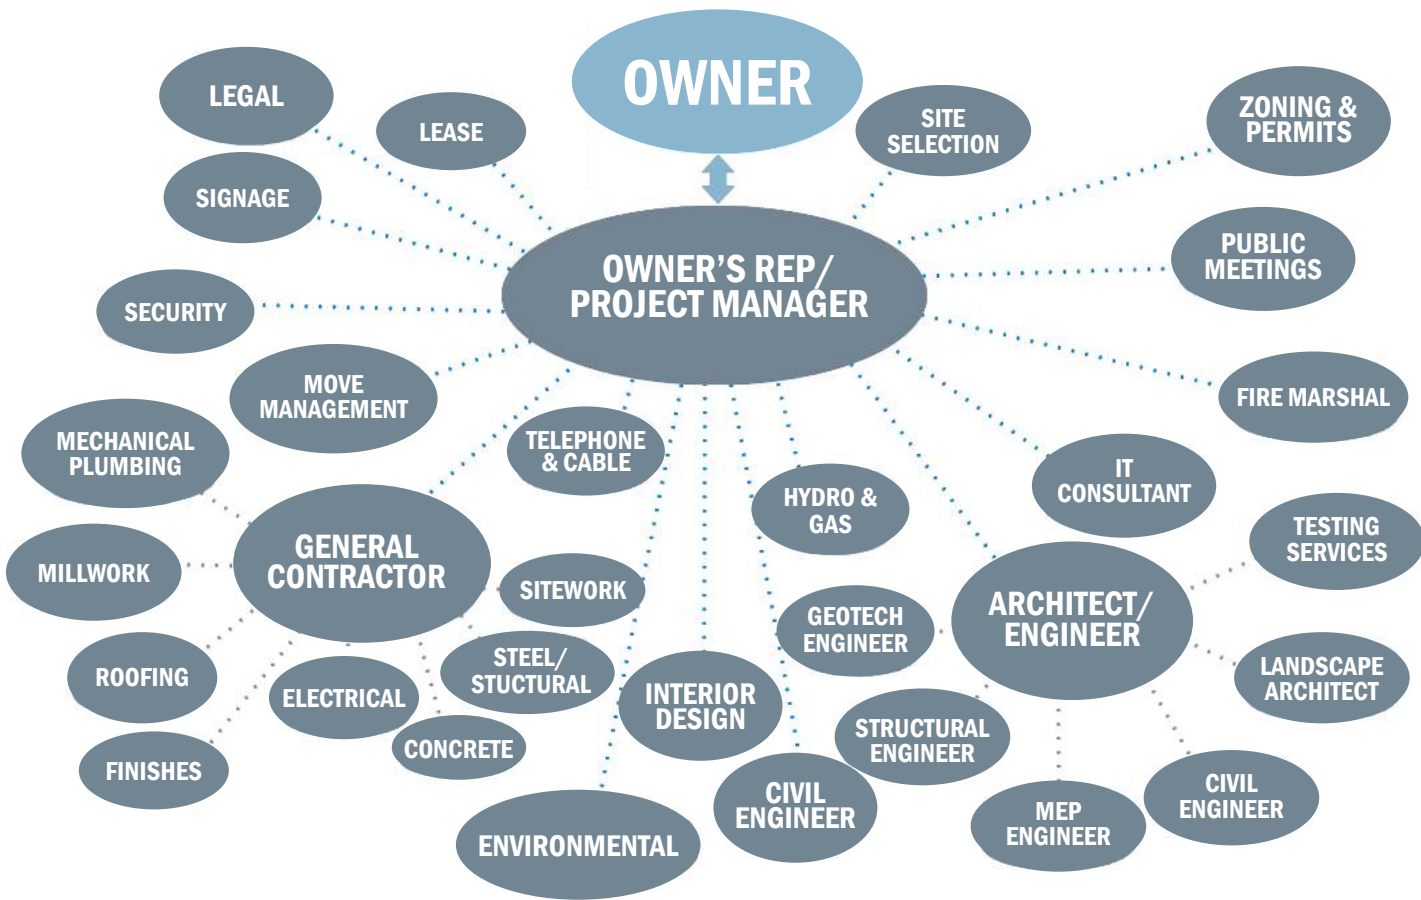 OWNER
LEGAL
LEASE
SITE
SELECTION
ZONING &
PERMITS
SIGNAGE
OWNER'S REP/
PROJECT MANAGER
PUBLIC
MEETINGS
SECURITY
MOVE
MANAGEMENT
FIRE MARSHAL
MECHANICAL
PLUMBING
TELEPHONE
& CABLE
HYDRO &
GAS
IT
CONSULTANT
TESTING
SERVICES
MILLWORK
GENERAL
CONTRACTOR
SITEWORK
GEOTECH
ENGINEER
ARCHITECT/
ENGINEER
ROOFING
ELECTRICAL
STEEL/
STUCTURAL
INTERIOR
DESIGN
LANDSCAPE
ARCHITECT
FINISHES
CONCRETE
STRUCTURAL
ENGINEER
ENVIRONMENTAL
CIVIL
ENGINEER
MEP
ENGINEER
CIVIL
ENGINEER